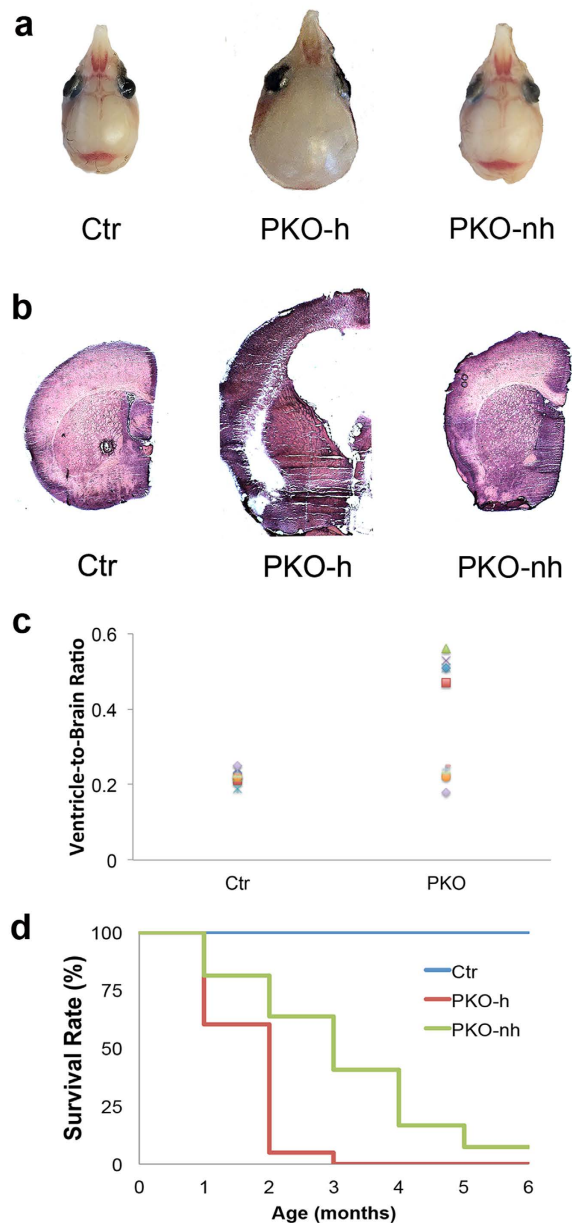 a
Ctr PKO-h PKO-nh
b
Ctr PKO-h PKO-nh
c
Ventricle-to-Brain Ratio
0.6
0.4
0.2
0
Ctr PKO
d
Survival Rate (%)
100
75
50
25
0
Ctr
PKO-h
PKO-nh
0 1 2 3 4 5 6
Age (months)